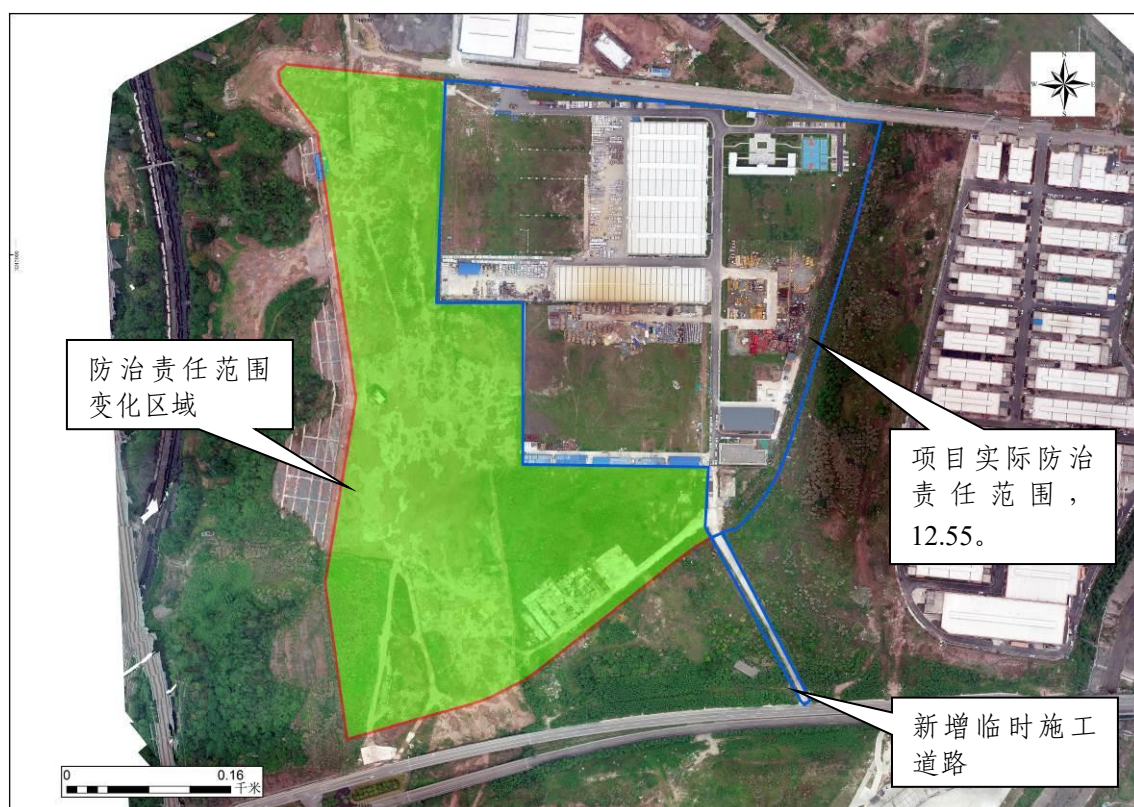 N
W
E
S
防治责任范围
变化区域
项目实际防治
责任范围，
12.55。
新增临时施工
道路
0
0.16
千米